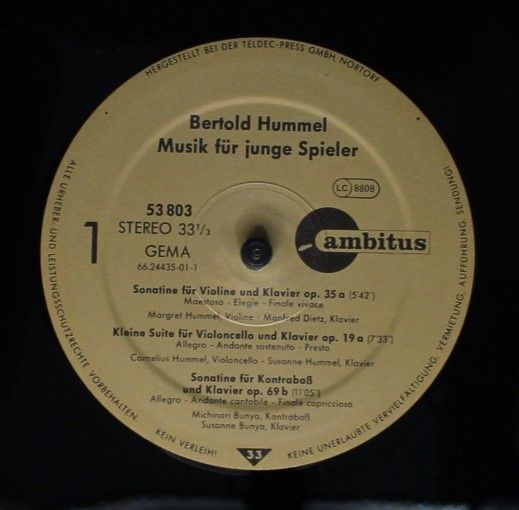 HERGESTELLT BEI DER TELDEC-PRESS GMBH, NORTORF
Bertold Hummel
Musik für junge Spieler
LC 8808
53 803
STEREO 33 1/3
GEMA
66.24435-01-1
1
ambitus
Sonatine für Violine und Klavier op. 35 a (5'42")
Maestoso - Elegie - Finale vivace
Margret Hummel, Violine - Manfred Dietz, Klavier
Kleine Suite für Violoncello und Klavier op. 19 a (7'33")
Allegro - Andante sostenuto - Presto
Cornelius Hummel, Violoncello - Susanne Hummel, Klavier
Sonatine für Kontrabaß
und Klavier op. 69 b (11'05")
Allegro - Andante cantabile - Finale capriccioso
Michinori Bunya, Kontrabaß
Susanne Bunya, Klavier
33
ALLE URHEBER- UND LEISTUNGSSCHUTZRECHTE VORBEHALTEN
KEIN VERLEIH!
KEINE UNERLAUBTE VERVIELFÄLTIGUNG, VERMIETUNG, AUFFÜHRUNG, SENDUNG!